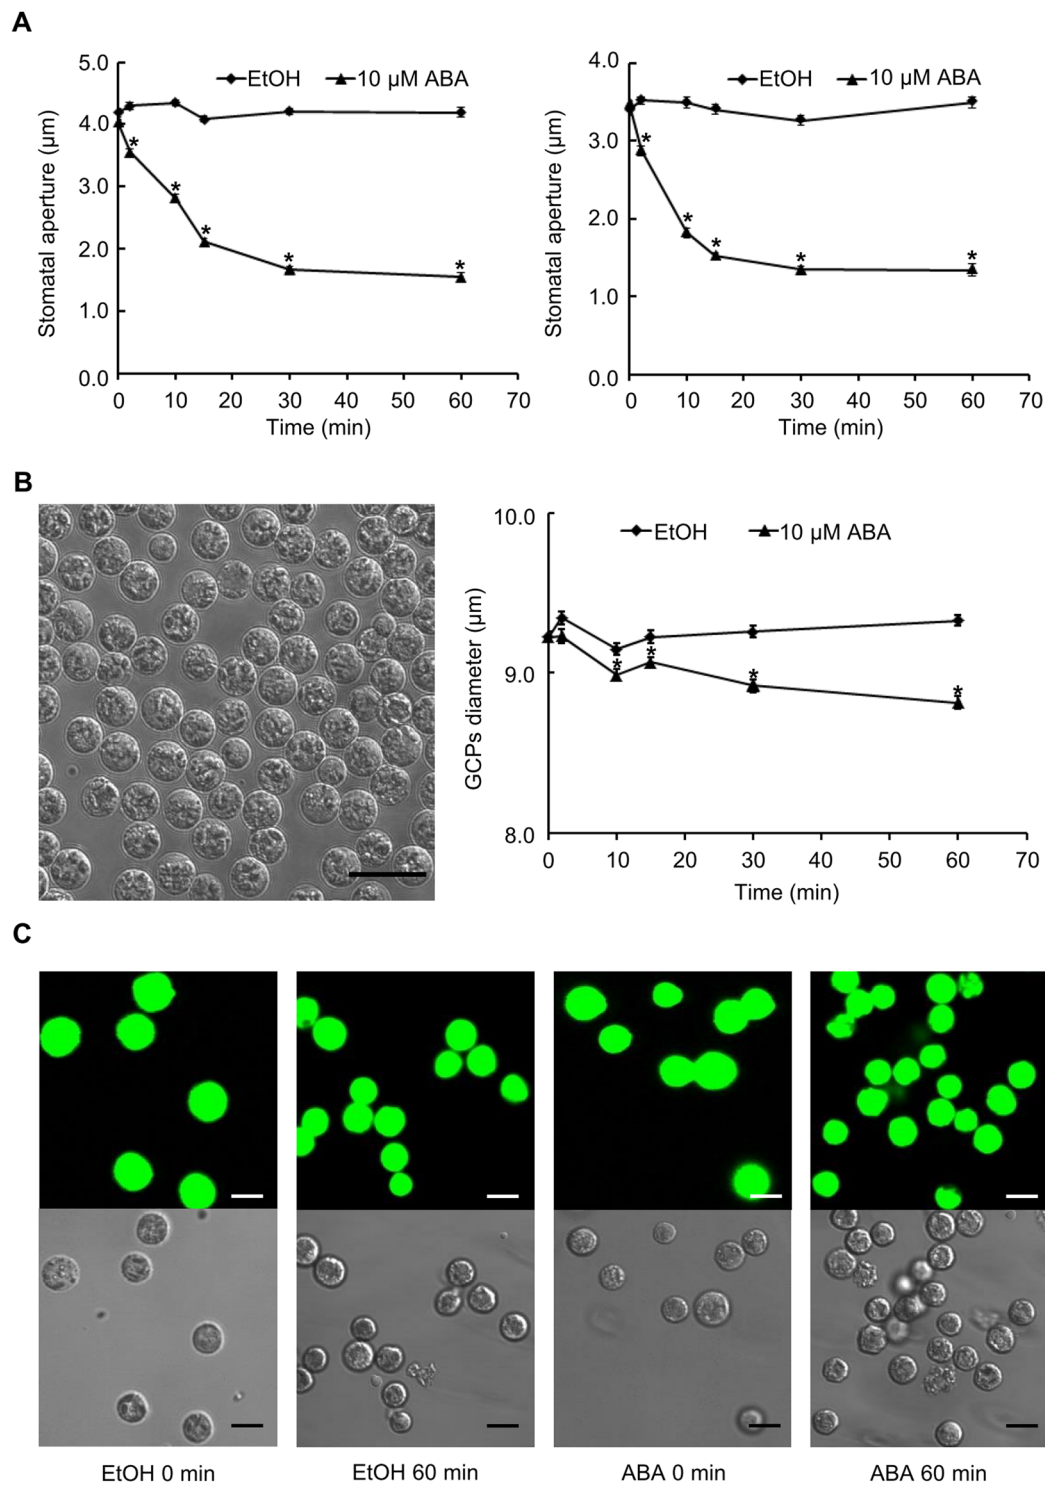 A
5.0
4.0
3.0
2.0
1.0
0.0
Stomatal aperture (µm)
EtOH
10 µM ABA
0 10 20 30 40 50 60 70
Time (min)
* * * * *
4.0
3.0
2.0
1.0
0.0
Stomatal aperture (µm)
EtOH
10 µM ABA
0 10 20 30 40 50 60 70
Time (min)
* * * * *
B
10.0
9.0
8.0
GCPs diameter (µm)
EtOH
10 µM ABA
0 10 20 30 40 50 60 70
Time (min)
* * * *
C
EtOH 0 min
EtOH 60 min
ABA 0 min
ABA 60 min